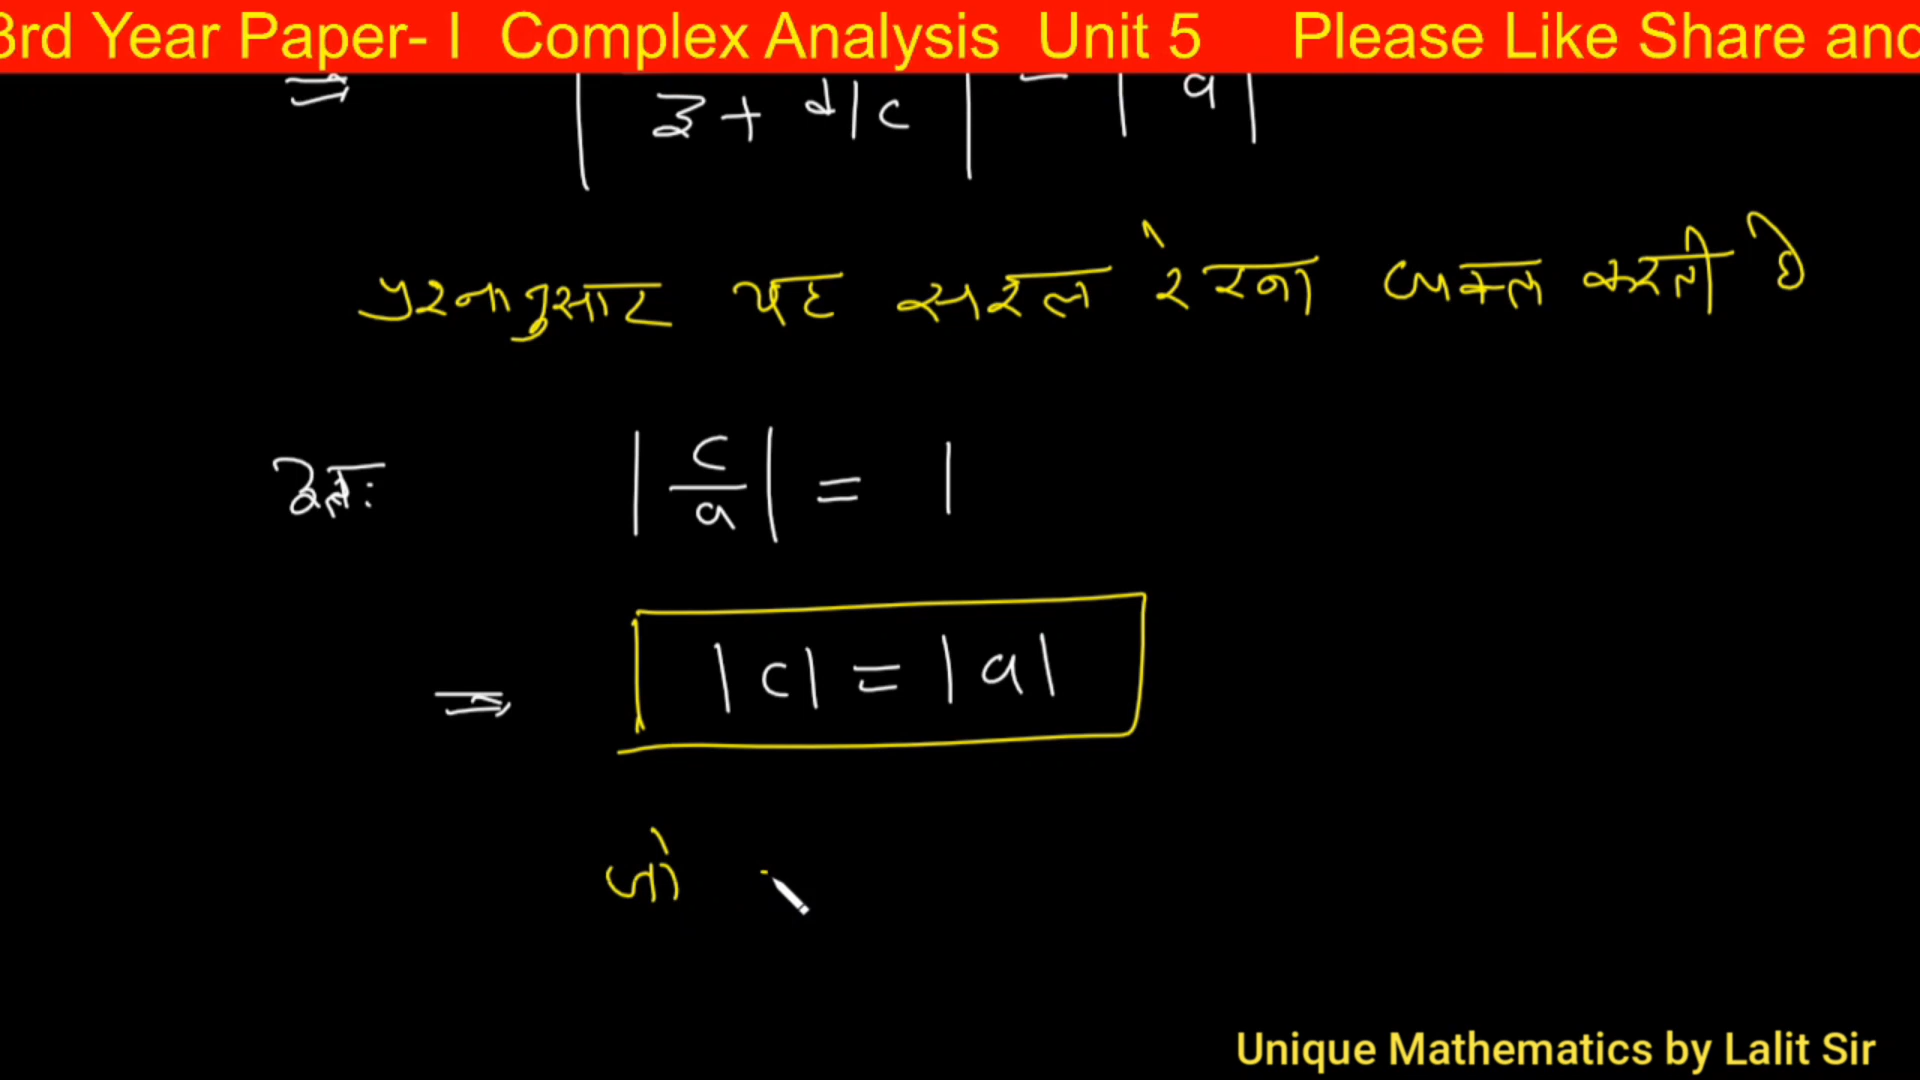 3rd Year Paper- I Complex Analysis Unit 5 Please Like Share and
⇒ | z + d/c | = | a |
प्रश्नानुसार यह सरल रेखा व्यक्त करती है
अतः | c/a | = 1
⇒ |c| = |a|
जो
Unique Mathematics by Lalit Sir